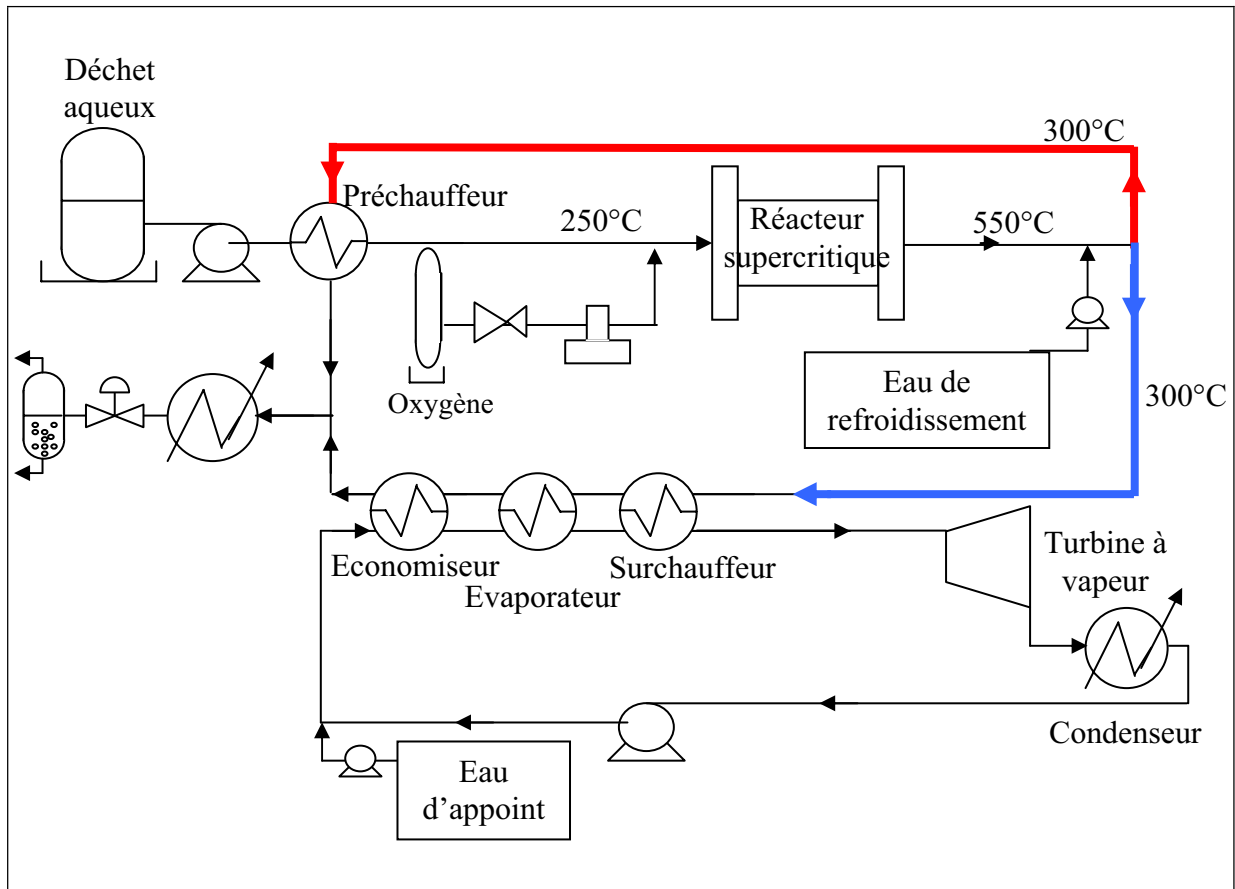 Déchet
aqueux
300°C
Préchauffeur
250°C
Réacteur
supercritique
550°C
Oxygène
Eau de
refroidissement
300°C
Economiseur
Evaporateur
Surchauffeur
Turbine à
vapeur
Condenseur
Eau
d’appoint